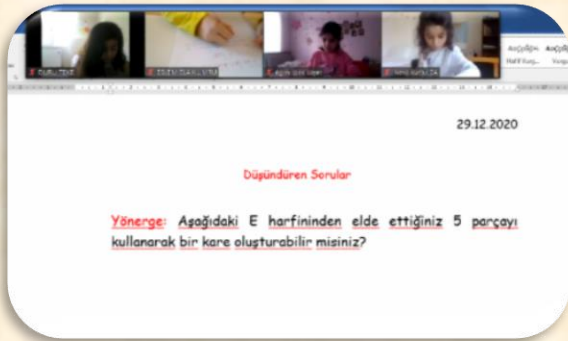 29.12.2020
Düşündüren Sorular
Yönerge: Aşağıdaki E harfininden elde ettiğiniz 5 parçayı
kullanarak bir kare oluşturabilir misiniz?